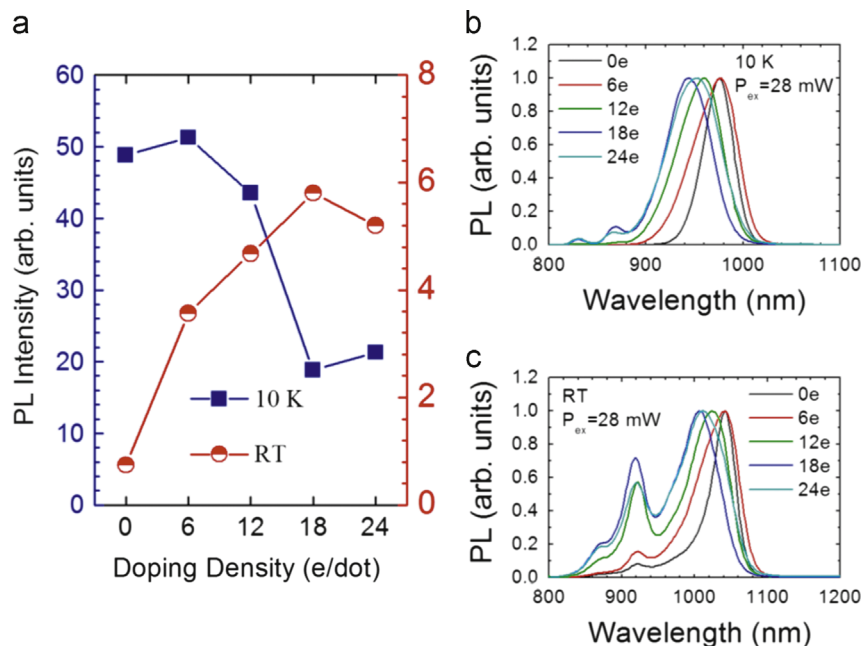 a
60
50
40
30
20
10
0
PL Intensity (arb. units)
8
6
4
2
0
10 K
RT
0 6 12 18 24
Doping Density (e/dot)
b
1.2
1.0
0.8
0.6
0.4
0.2
0.0
PL (arb. units)
0e
6e
12e
18e
24e
10 K
Pex=28 mW
800 900 1000 1100
Wavelength (nm)
c
1.2
1.0
0.8
0.6
0.4
0.2
0.0
PL (arb. units)
RT
Pex=28 mW
0e
6e
12e
18e
24e
800 900 1000 1100 1200
Wavelength (nm)